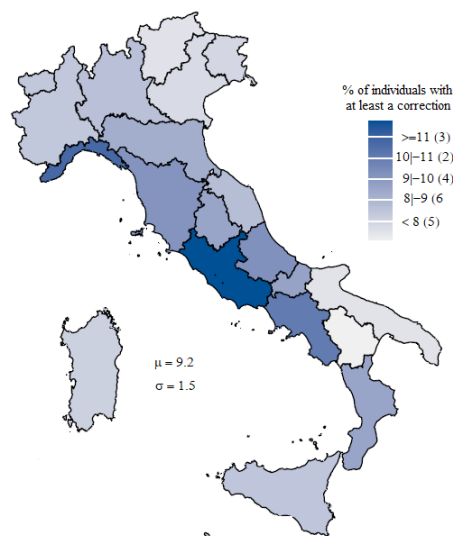 % of individuals with
at least a correction
>=11 (3)
10|−11 (2)
9|−10 (4)
8|−9 (6
< 8 (5)
μ = 9.2
σ = 1.5